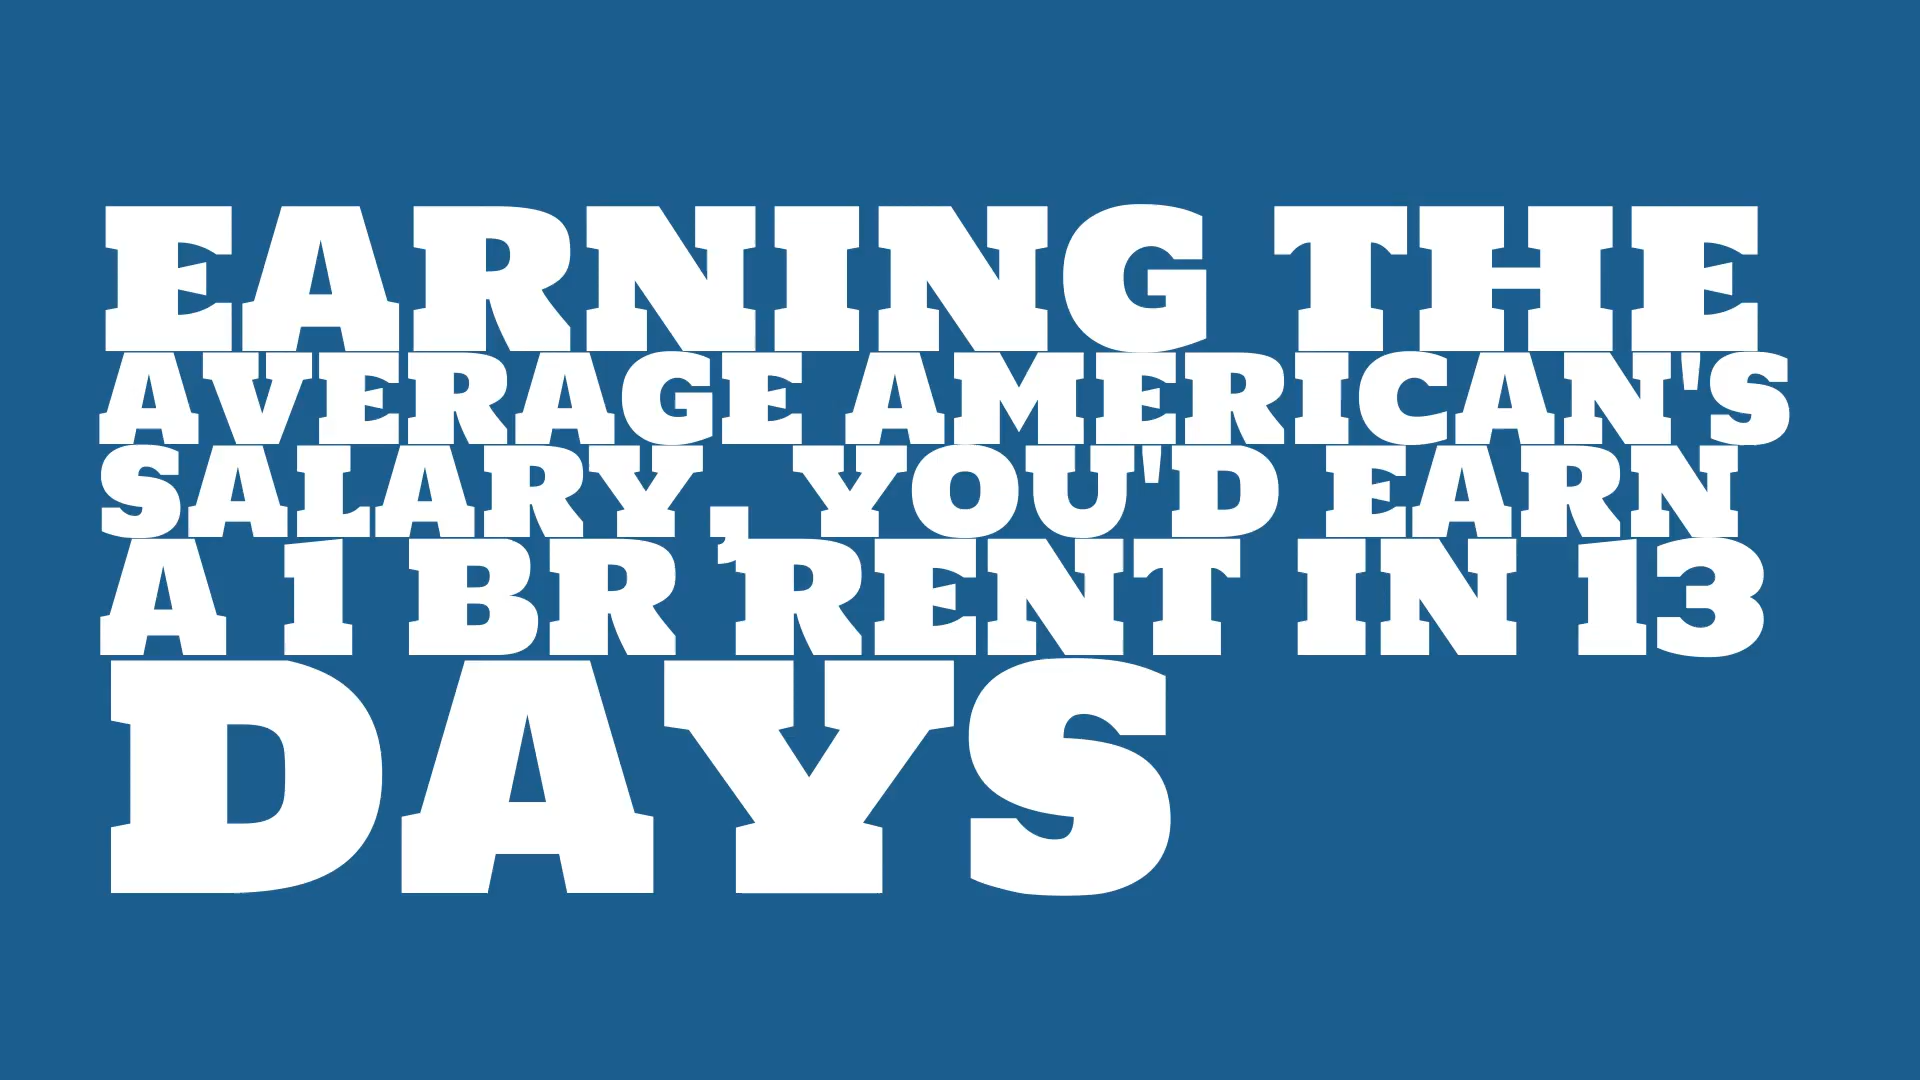 EARNING THE
AVERAGE AMERICAN'S
SALARY, YOU'D EARN
A 1 BR RENT IN 13
DAYS